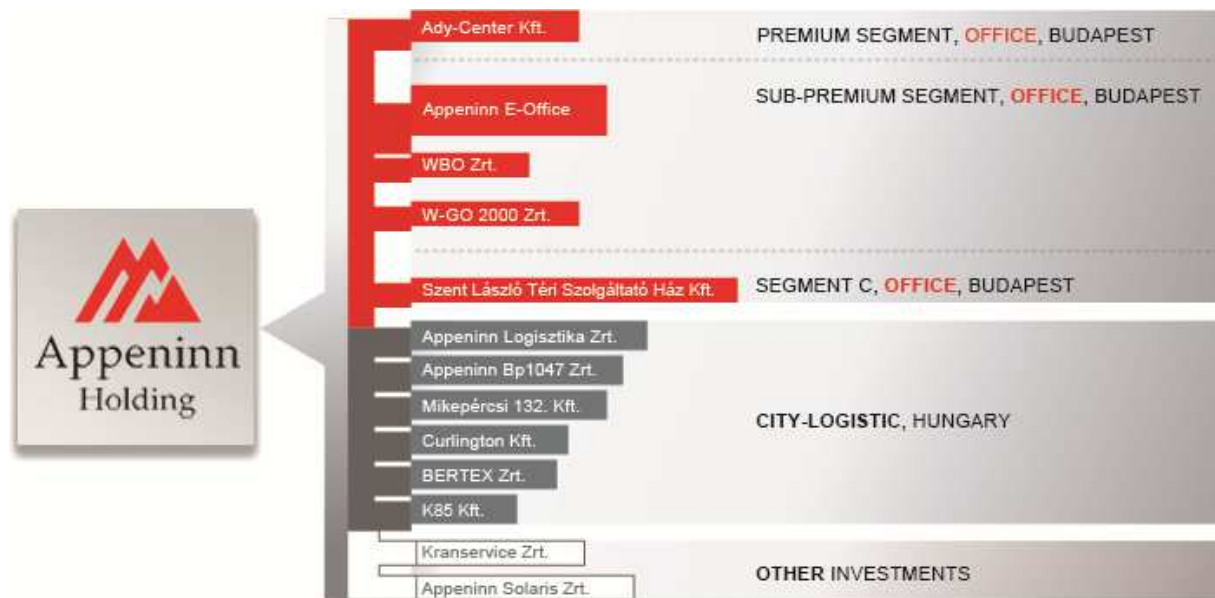 Ady-Center Kft.
PREMIUM SEGMENT, OFFICE, BUDAPEST
Appeninn E-Office
SUB-PREMIUM SEGMENT, OFFICE, BUDAPEST
WBO Zrt.
W-GO 2000 Zrt.
Szent László Téri Szolgáltató Ház Kft.
SEGMENT C, OFFICE, BUDAPEST
Appeninn
Holding
Appeninn Logisztika Zrt.
Appeninn Bp1047 Zrt.
Mikepércsi 132. Kft.
Curlington Kft.
BERTEX Zrt.
K85 Kft.
CITY-LOGISTIC, HUNGARY
Kranservice Zrt.
Appeninn Solaris Zrt.
OTHER INVESTMENTS